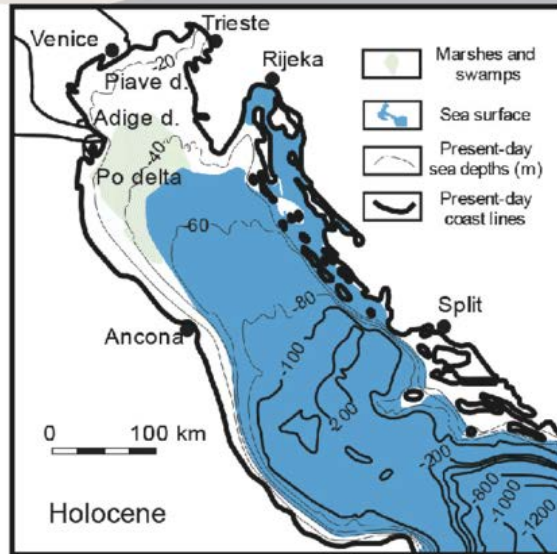 Trieste
Venice
Rijeka
-20
Piave d.
Adige d.
-40
Po delta
-60
-80
Ancona
Split
-100
-200
-200
-800
-1000
-1200
0 100 km
Holocene
Marshes and
swamps
Sea surface
Present-day
sea depths (m)
Present-day
coast lines